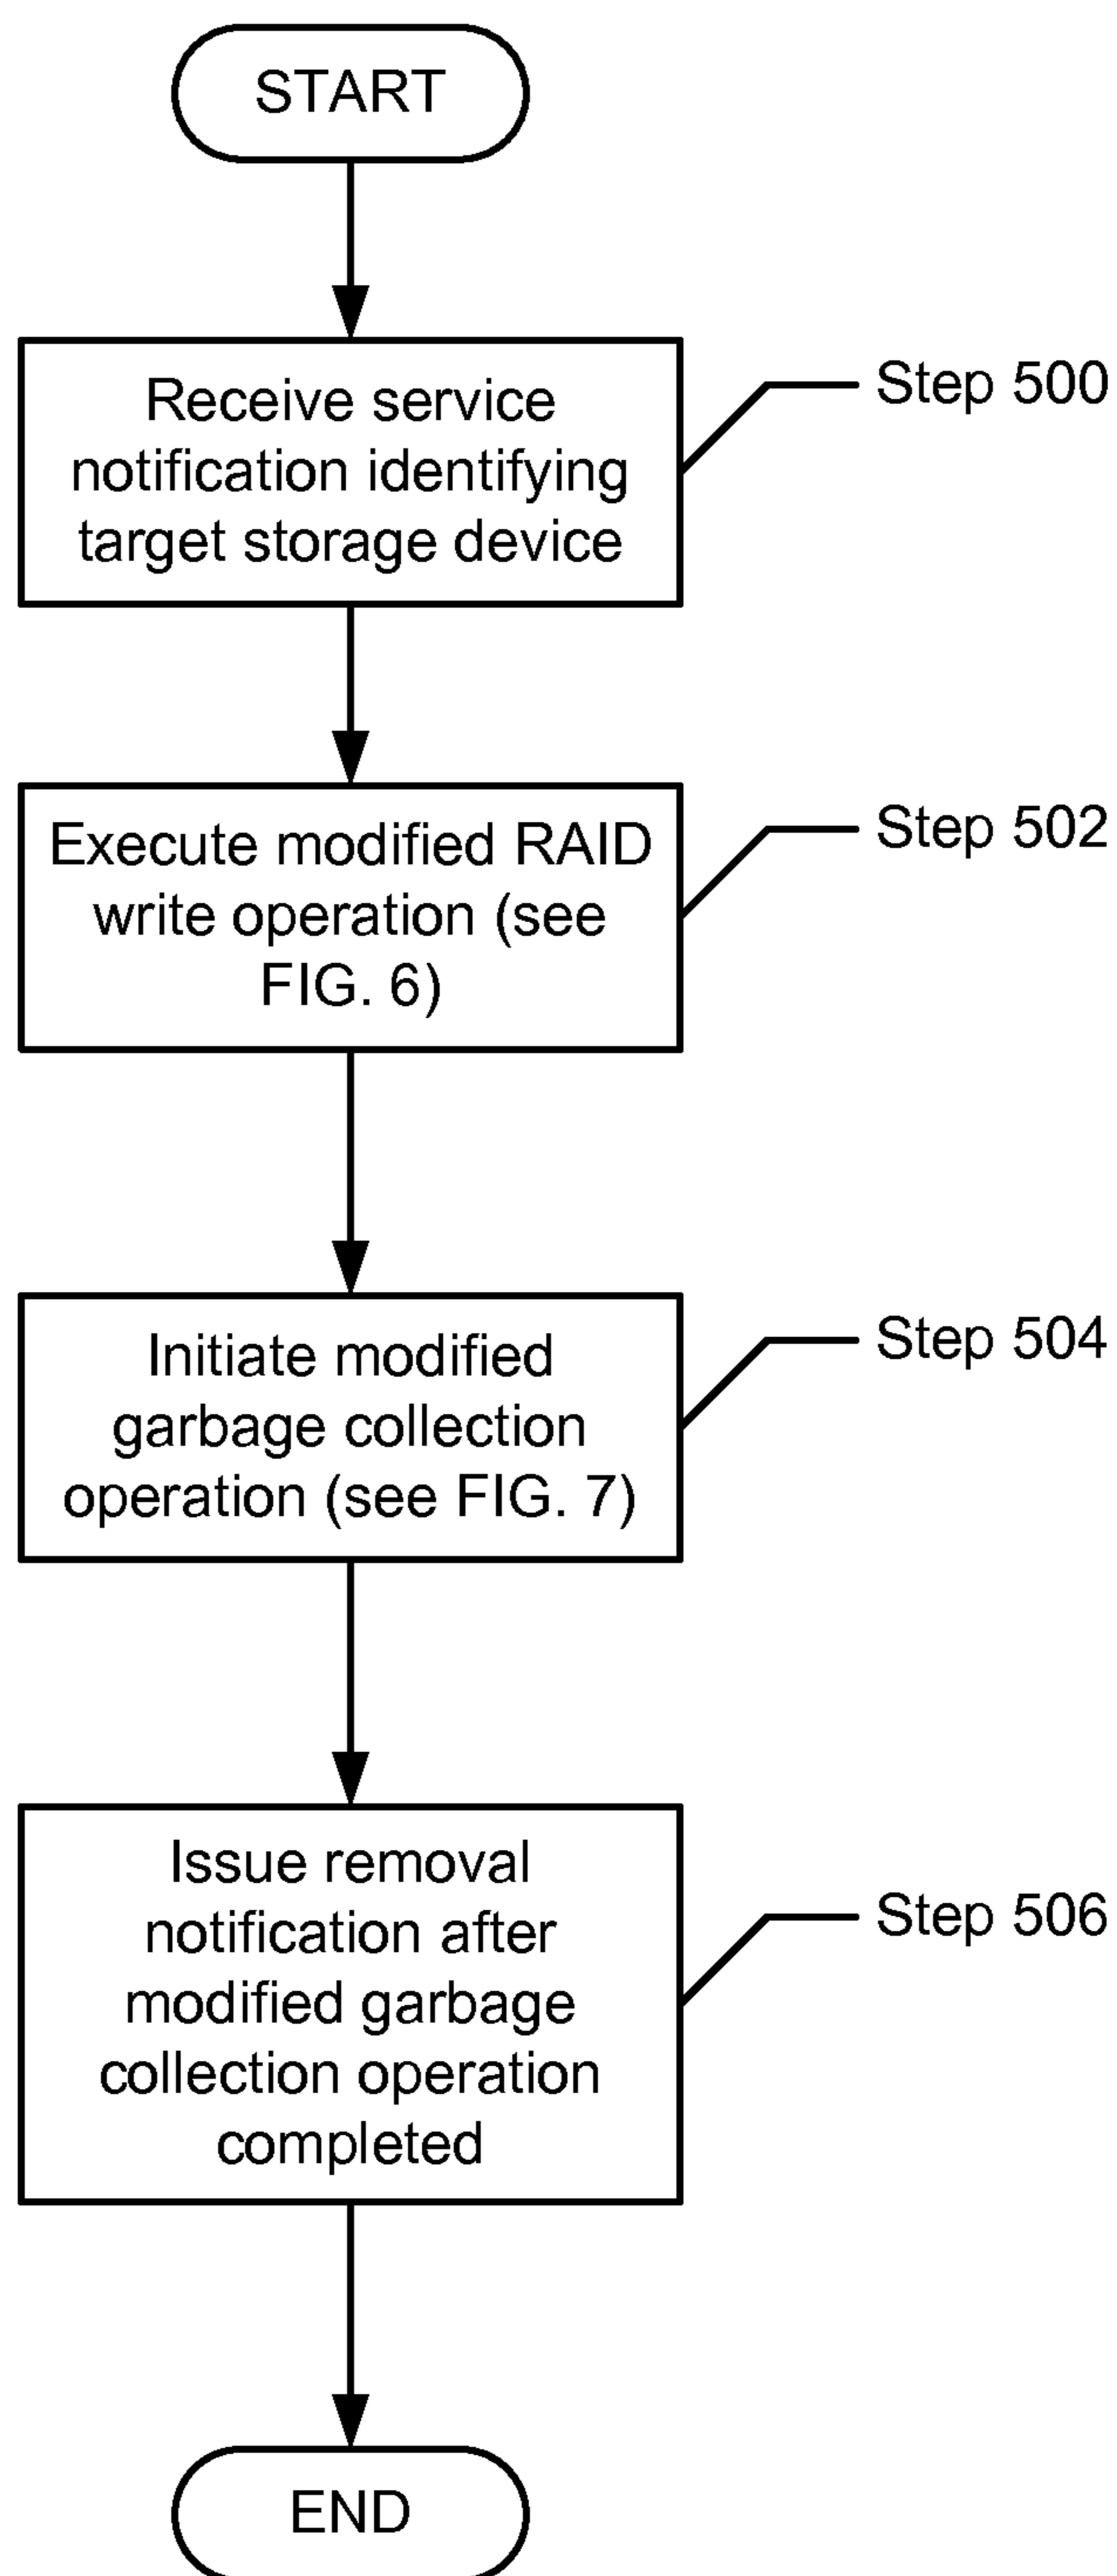 START
Receive service
notification identifying
target storage device
Step 500
Execute modified RAID
write operation (see
FIG. 6)
Step 502
Initiate modified
garbage collection
operation (see FIG. 7)
Step 504
Issue removal
notification after
modified garbage
collection operation
completed
Step 506
END